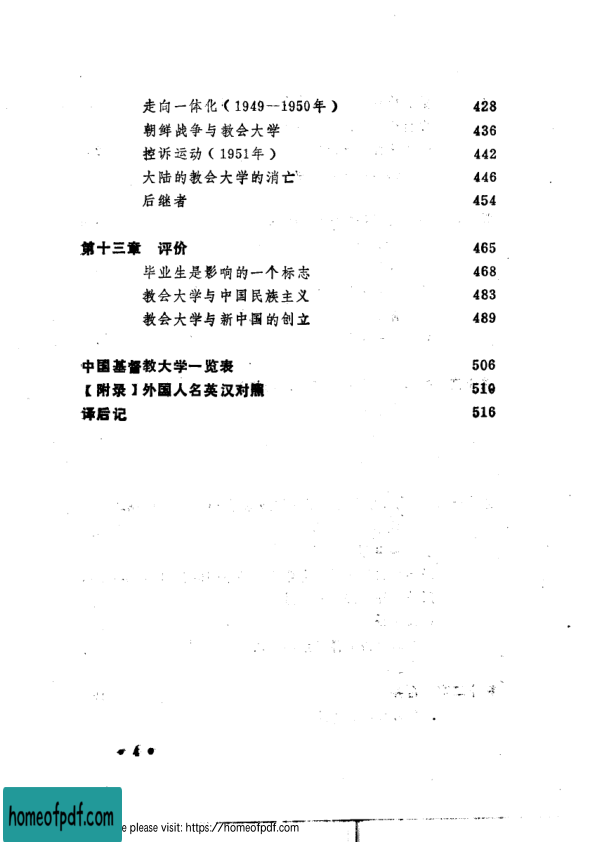 走向一体化（1949--1950年） 428
朝鲜战争与教会大学 436
控诉运动（1951年） 442
大陆的教会大学的消亡 446
后继者 454
第十三章 评价 465
毕业生是影响的一个标志 468
教会大学与中国民族主义 483
教会大学与新中国的创立 489
中国基督教大学一览表 506
【附录】外国人名英汉对照 510
译后记 516
• 4 •
homeofpdf.com
e please visit: https://homeofpdf.com